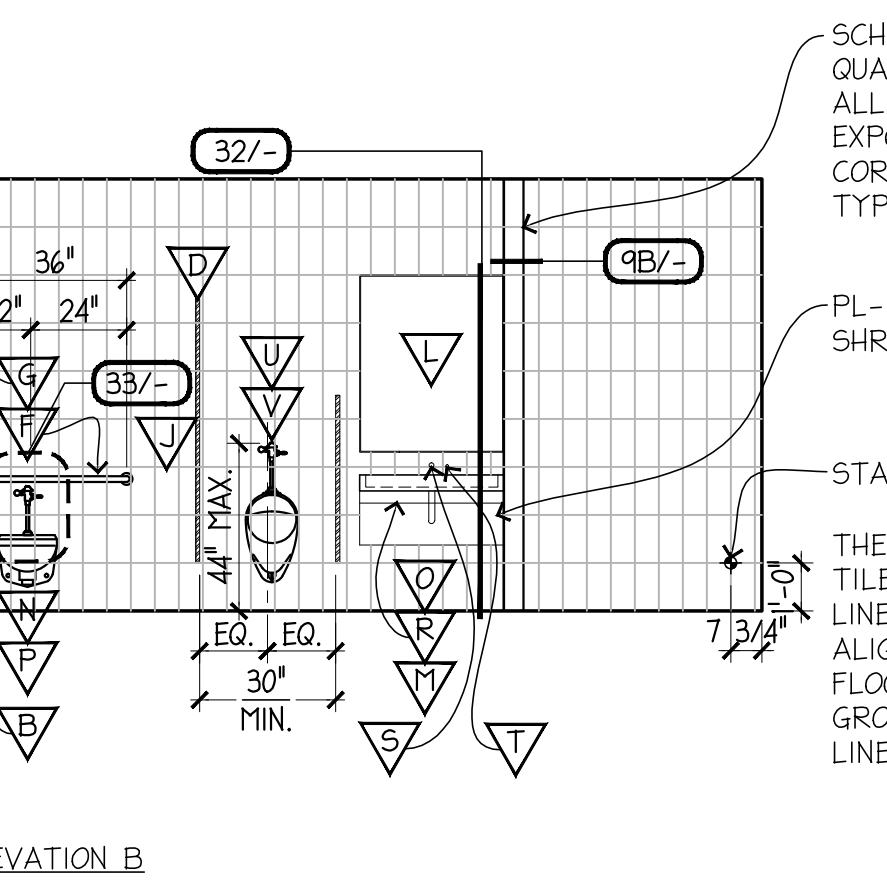 SCH
QUA
ALL
EXP
COR
TYP
32/-
36"
D
9B/-
2"
24"
PL-
SHR
U
L
G
33/-
V
F
J
STA
44" MAX.
THE
TILE
LINE
ALIG
FLOO
GRO
LINE
1'-0"
O
N
R
EQ.
EQ.
7 3/4"
P
M
30"
MIN.
B
S
T
EVATION B